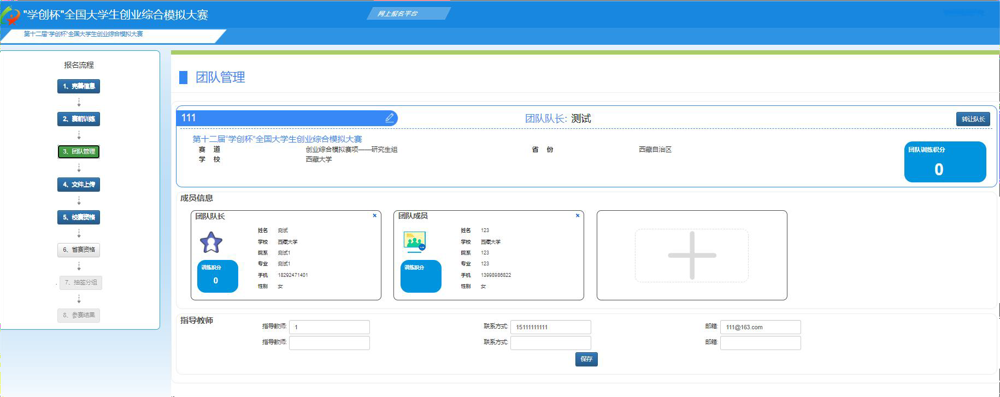 "学创杯"全国大学生创业综合模拟大赛
网上报名平台
第十二届"学创杯"全国大学生创业综合模拟大赛
报名流程
1、完善信息
2、赛前训练
3、团队管理
4、文件上传
5、校赛资格
6、省赛资格
7、抽签分组
8、参赛结果
团队管理
111
团队队长: 测试
转让队长
第十二届“学创杯”全国大学生创业综合模拟大赛
赛 道 创业综合模拟赛项——研究生组 省 份 西藏自治区
学 校 西藏大学
团队训练积分
0
成员信息
团队队长 ×
姓名 测试
学校 西藏大学
院系 测试1
专业 测试1
手机 18292471401
性别 女
训练积分
0
团队成员 ×
姓名 123
学校 西藏大学
院系 123
专业 123
手机 13998986822
性别 女
训练积分
指导教师
指导教师: 1 联系方式: 15111111111 邮箱: 111@163.com
指导教师: 联系方式: 邮箱:
保存